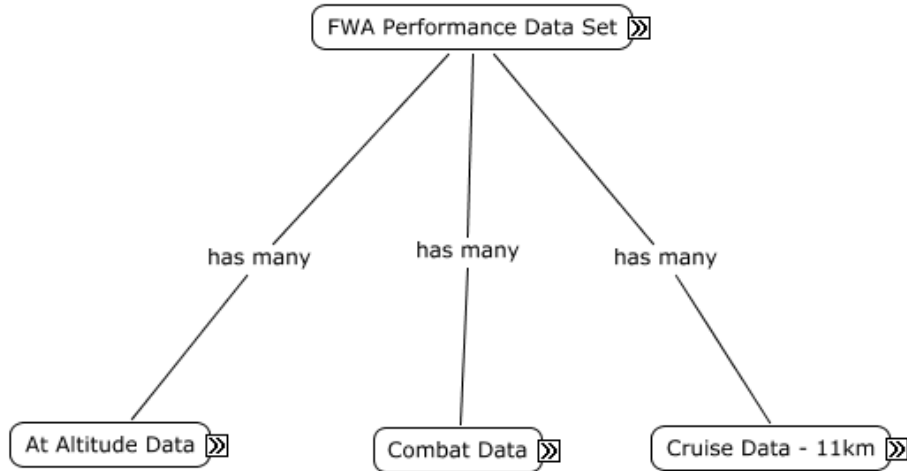 FWA Performance Data Set
has many
has many
has many
At Altitude Data
Combat Data
Cruise Data - 11km